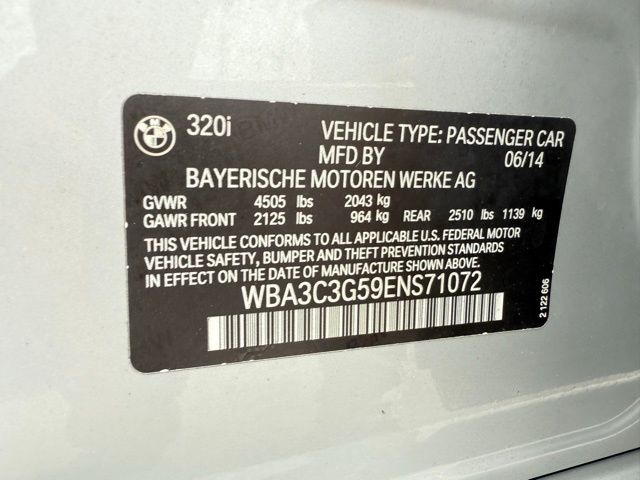 BMW 320i VEHICLE TYPE: PASSENGER CAR
MFD BY 06/14
BAYERISCHE MOTOREN WERKE AG
GVWR 4505 lbs 2043 kg
GAWR FRONT 2125 lbs 964 kg REAR 2510 lbs 1139 kg
THIS VEHICLE CONFORMS TO ALL APPLICABLE U.S. FEDERAL MOTOR
VEHICLE SAFETY, BUMPER AND THEFT PREVENTION STANDARDS
IN EFFECT ON THE DATE OF MANUFACTURE SHOWN ABOVE.
WBA3C3G59ENS71072
2 122 606